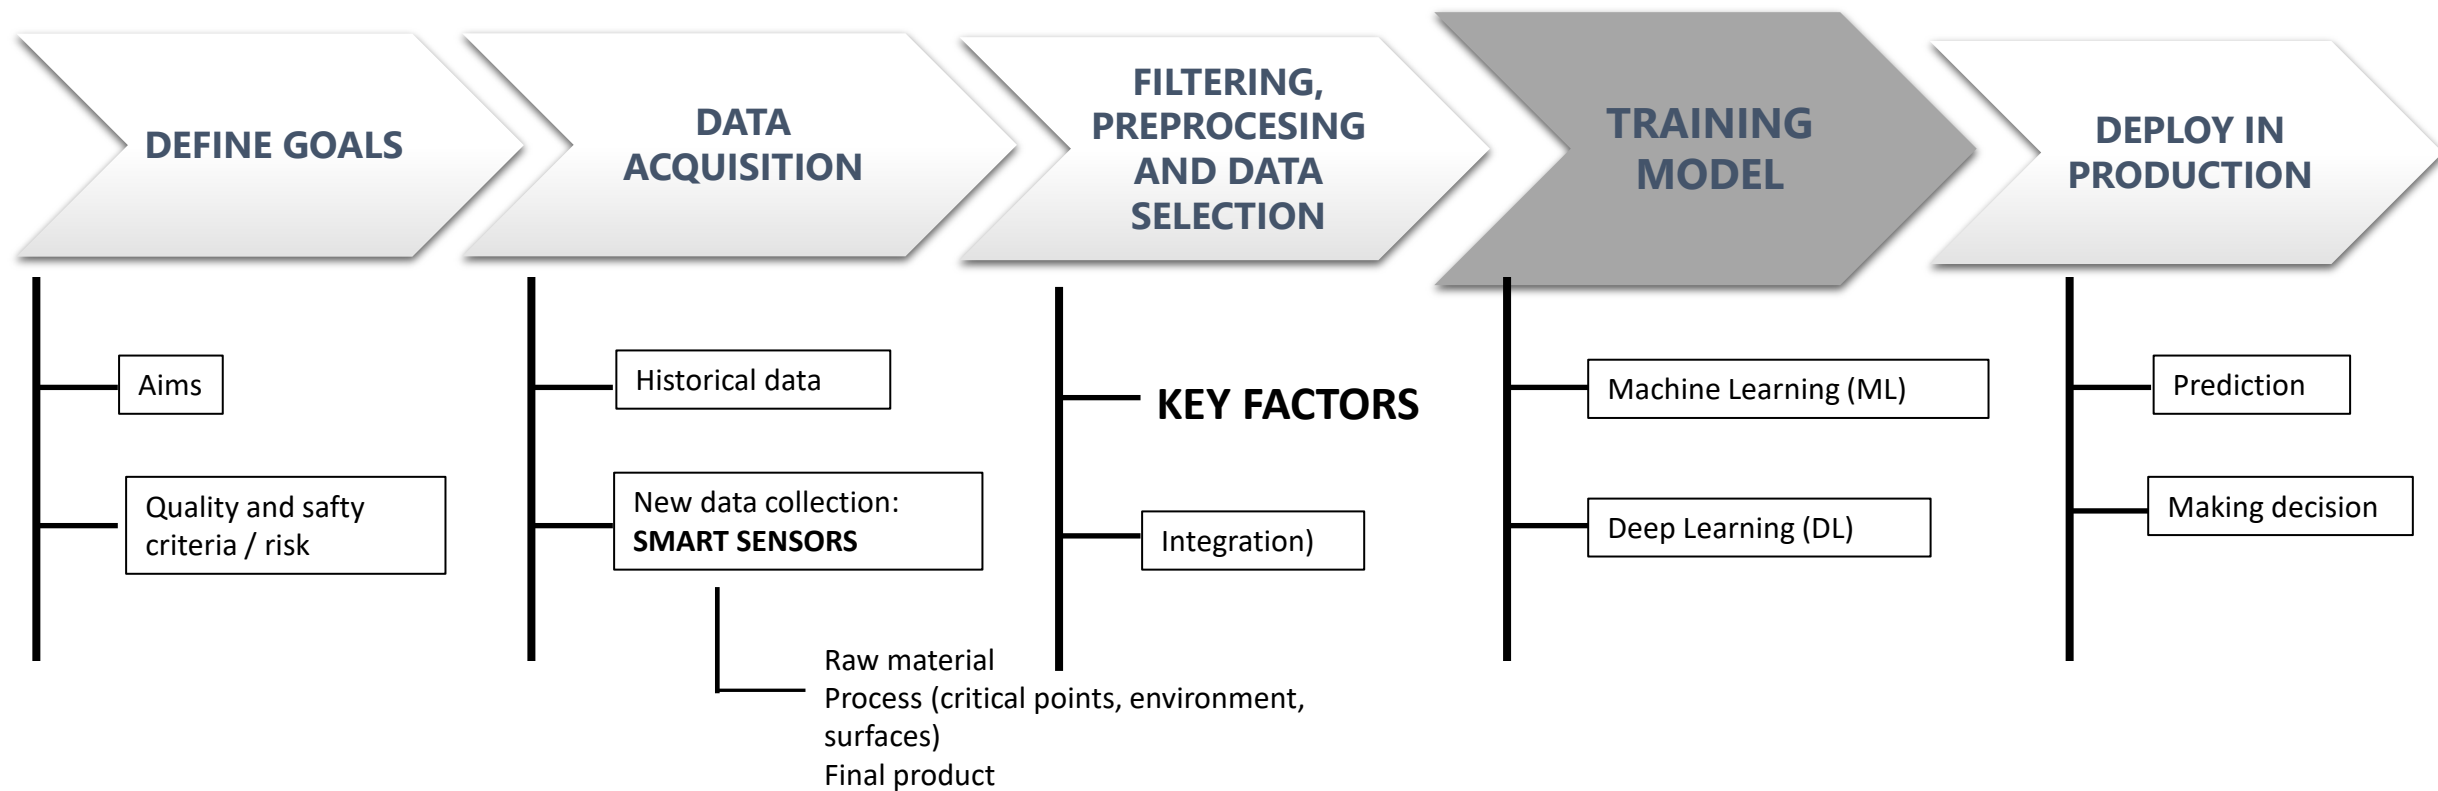 DEFINE GOALS
DATA
ACQUISITION
FILTERING,
PREPROCESING
AND DATA
SELECTION
TRAINING
MODEL
DEPLOY IN
PRODUCTION
Aims
Quality and safty
criteria / risk
Historical data
New data collection:
SMART SENSORS
Raw material
Process (critical points, environment,
surfaces)
Final product
KEY FACTORS
Integration)
Machine Learning (ML)
Deep Learning (DL)
Prediction
Making decision